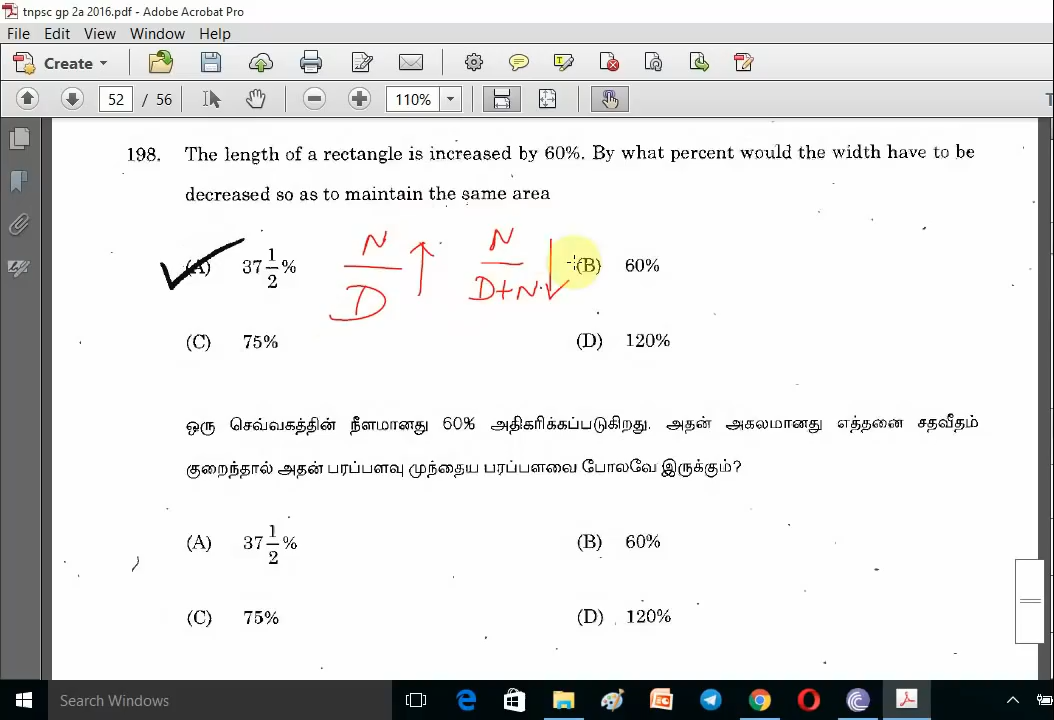 tnpsc gp 2a 2016.pdf - Adobe Acrobat Pro
File Edit View Window Help
Create
52 / 56 110%
198. The length of a rectangle is increased by 60%. By what percent would the width have to be
decreased so as to maintain the same area
(A) 37 1/2 % N/D ↑ N/D+N ↓ (B) 60%
(C) 75% (D) 120%
ஒரு செவ்வகத்தின் நீளமானது 60% அதிகரிக்கப்படுகிறது. அதன் அகலமானது எத்தனை சதவீதம்
குறைந்தால் அதன் பரப்பளவு முந்தைய பரப்பளவை போலவே இருக்கும்?
(A) 37 1/2 % (B) 60%
(C) 75% (D) 120%
Search Windows